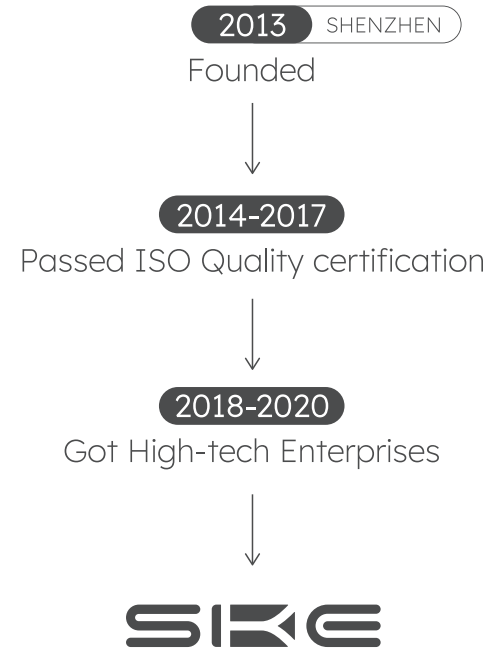 2013 SHENZHEN
Founded
2014-2017
Passed ISO Quality certification
2018-2020
Got High-tech Enterprises
SKE